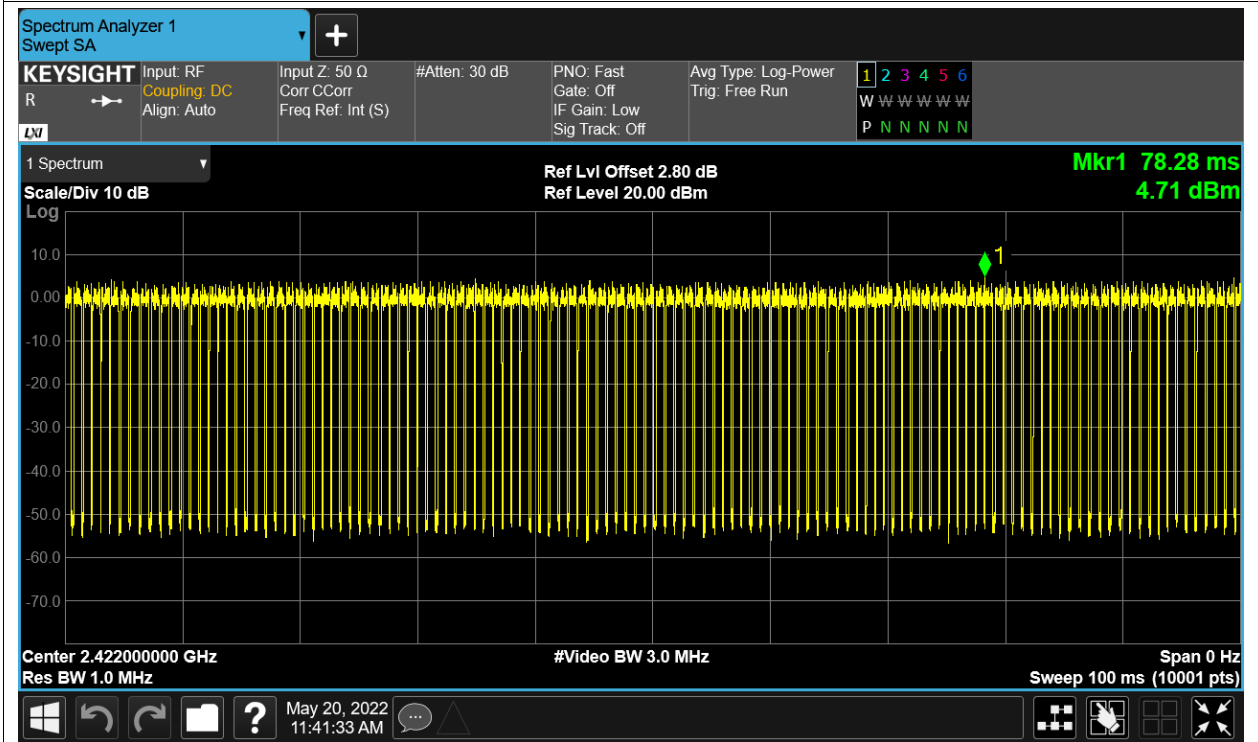 Spectrum Analyzer 1
Swept SA
+
KEYSIGHT Input: RF Input Z: 50 Ω #Atten: 30 dB PNO: Fast Avg Type: Log-Power 1 2 3 4 5 6
R Coupling: DC Corr CCorr Gate: Off Trig: Free Run W W W W W W
Align: Auto Freq Ref: Int (S) IF Gain: Low P N N N N N
LXI Sig Track: Off
1 Spectrum Ref Lvl Offset 2.80 dB Mkr1 78.28 ms
Scale/Div 10 dB Ref Level 20.00 dBm 4.71 dBm
Log
1
10.0
0.00
-10.0
-20.0
-30.0
-40.0
-50.0
-60.0
-70.0
Center 2.422000000 GHz #Video BW 3.0 MHz Span 0 Hz
Res BW 1.0 MHz Sweep 100 ms (10001 pts)
? May 20, 2022
11:41:33 AM